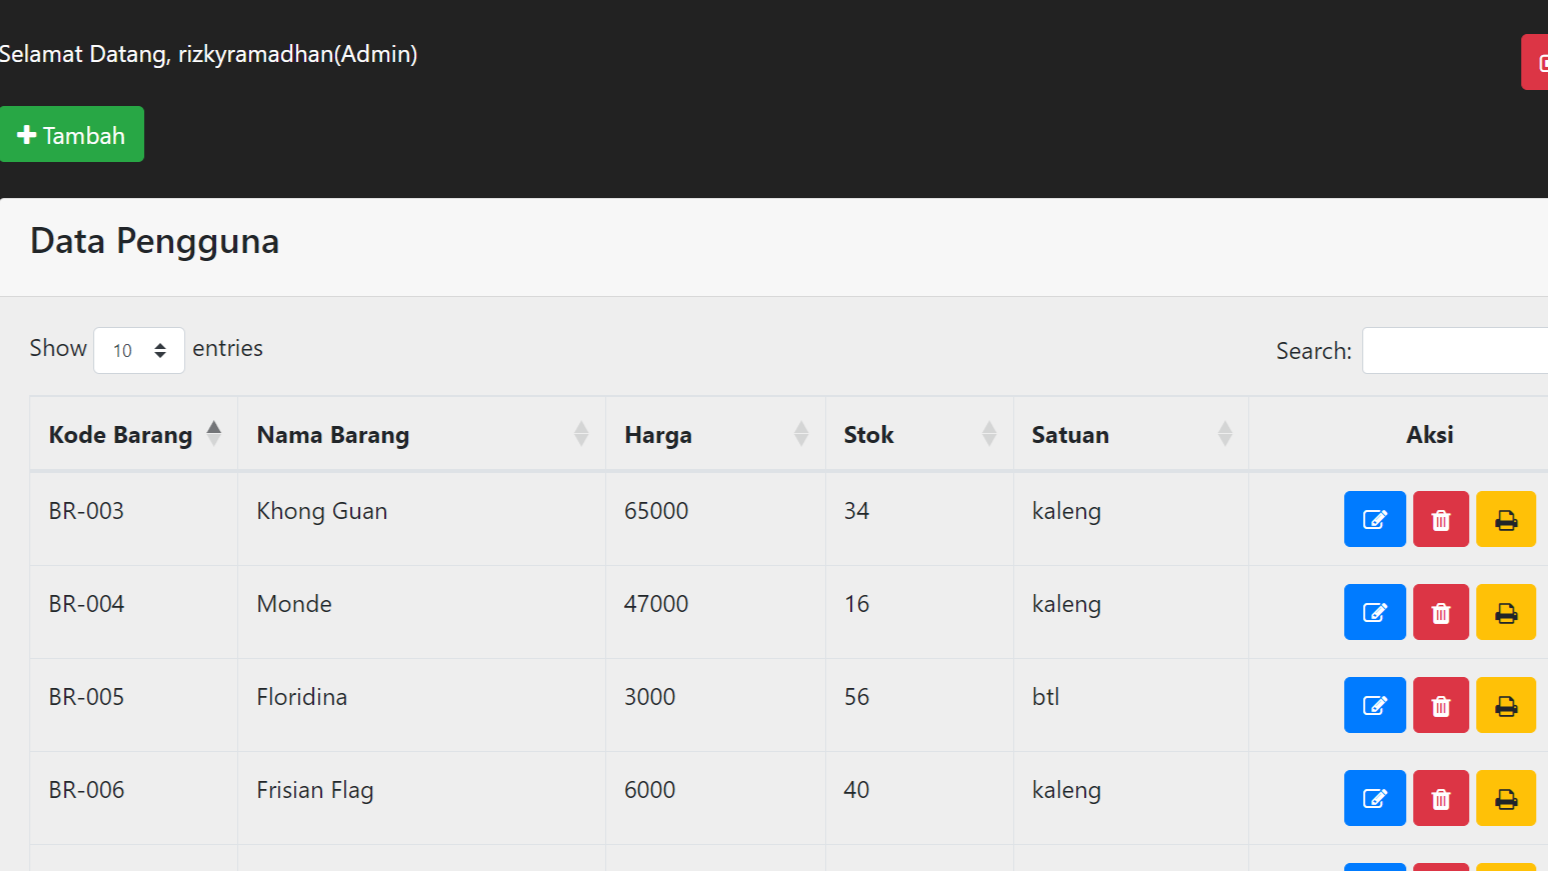 Selamat Datang, rizkyramadhan(Admin)
Tambah
Data Pengguna
Show 10 entries Search:
Kode Barang Nama Barang Harga Stok Satuan Aksi
BR-003 Khong Guan 65000 34 kaleng
BR-004 Monde 47000 16 kaleng
BR-005 Floridina 3000 56 btl
BR-006 Frisian Flag 6000 40 kaleng